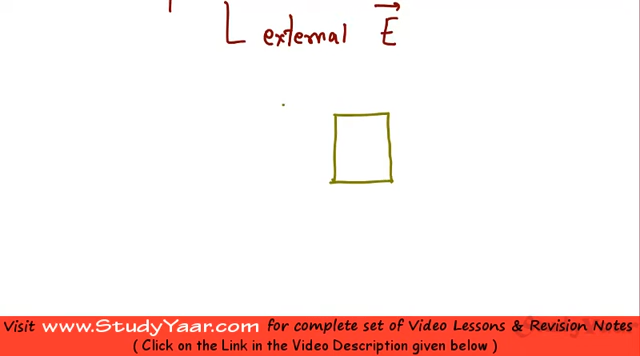 L external E
Visit www.StudyYaar.com for complete set of Video Lessons & Revision Notes
( Click on the Link in the Video Description given below )